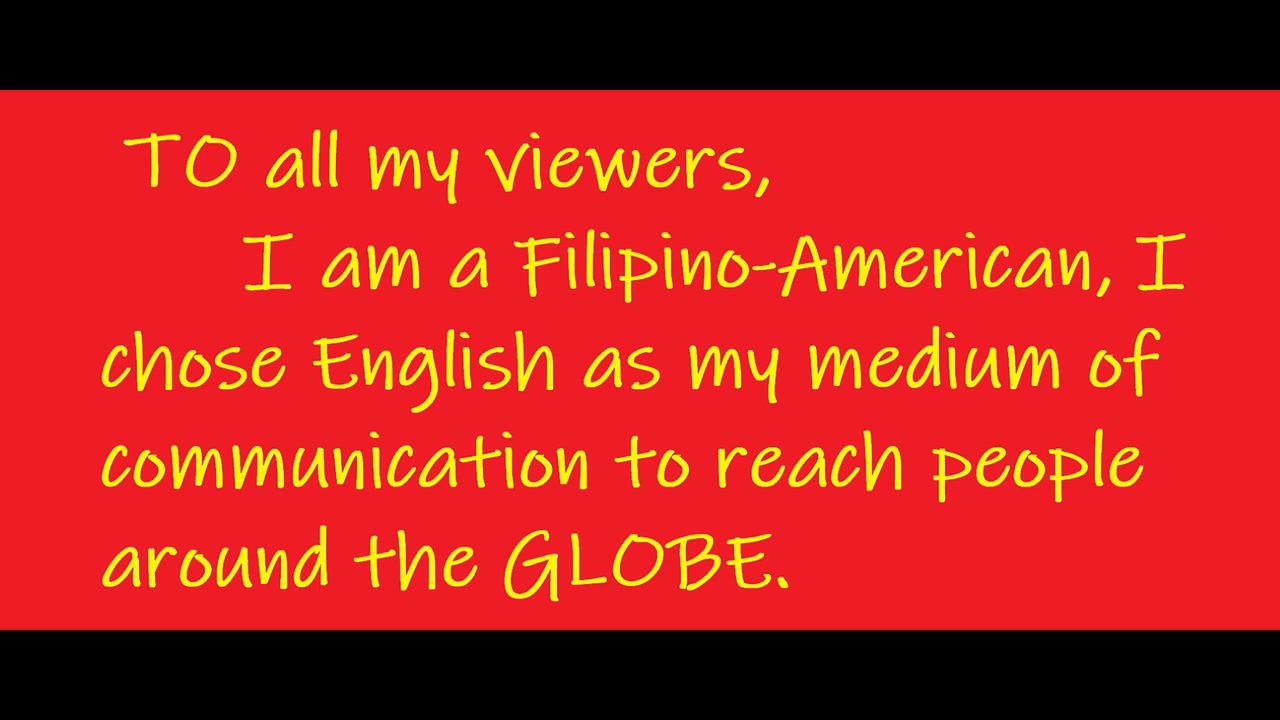 TO all my viewers,
I am a Filipino-American, I
chose English as my medium of
communication to reach people
around the GLOBE.